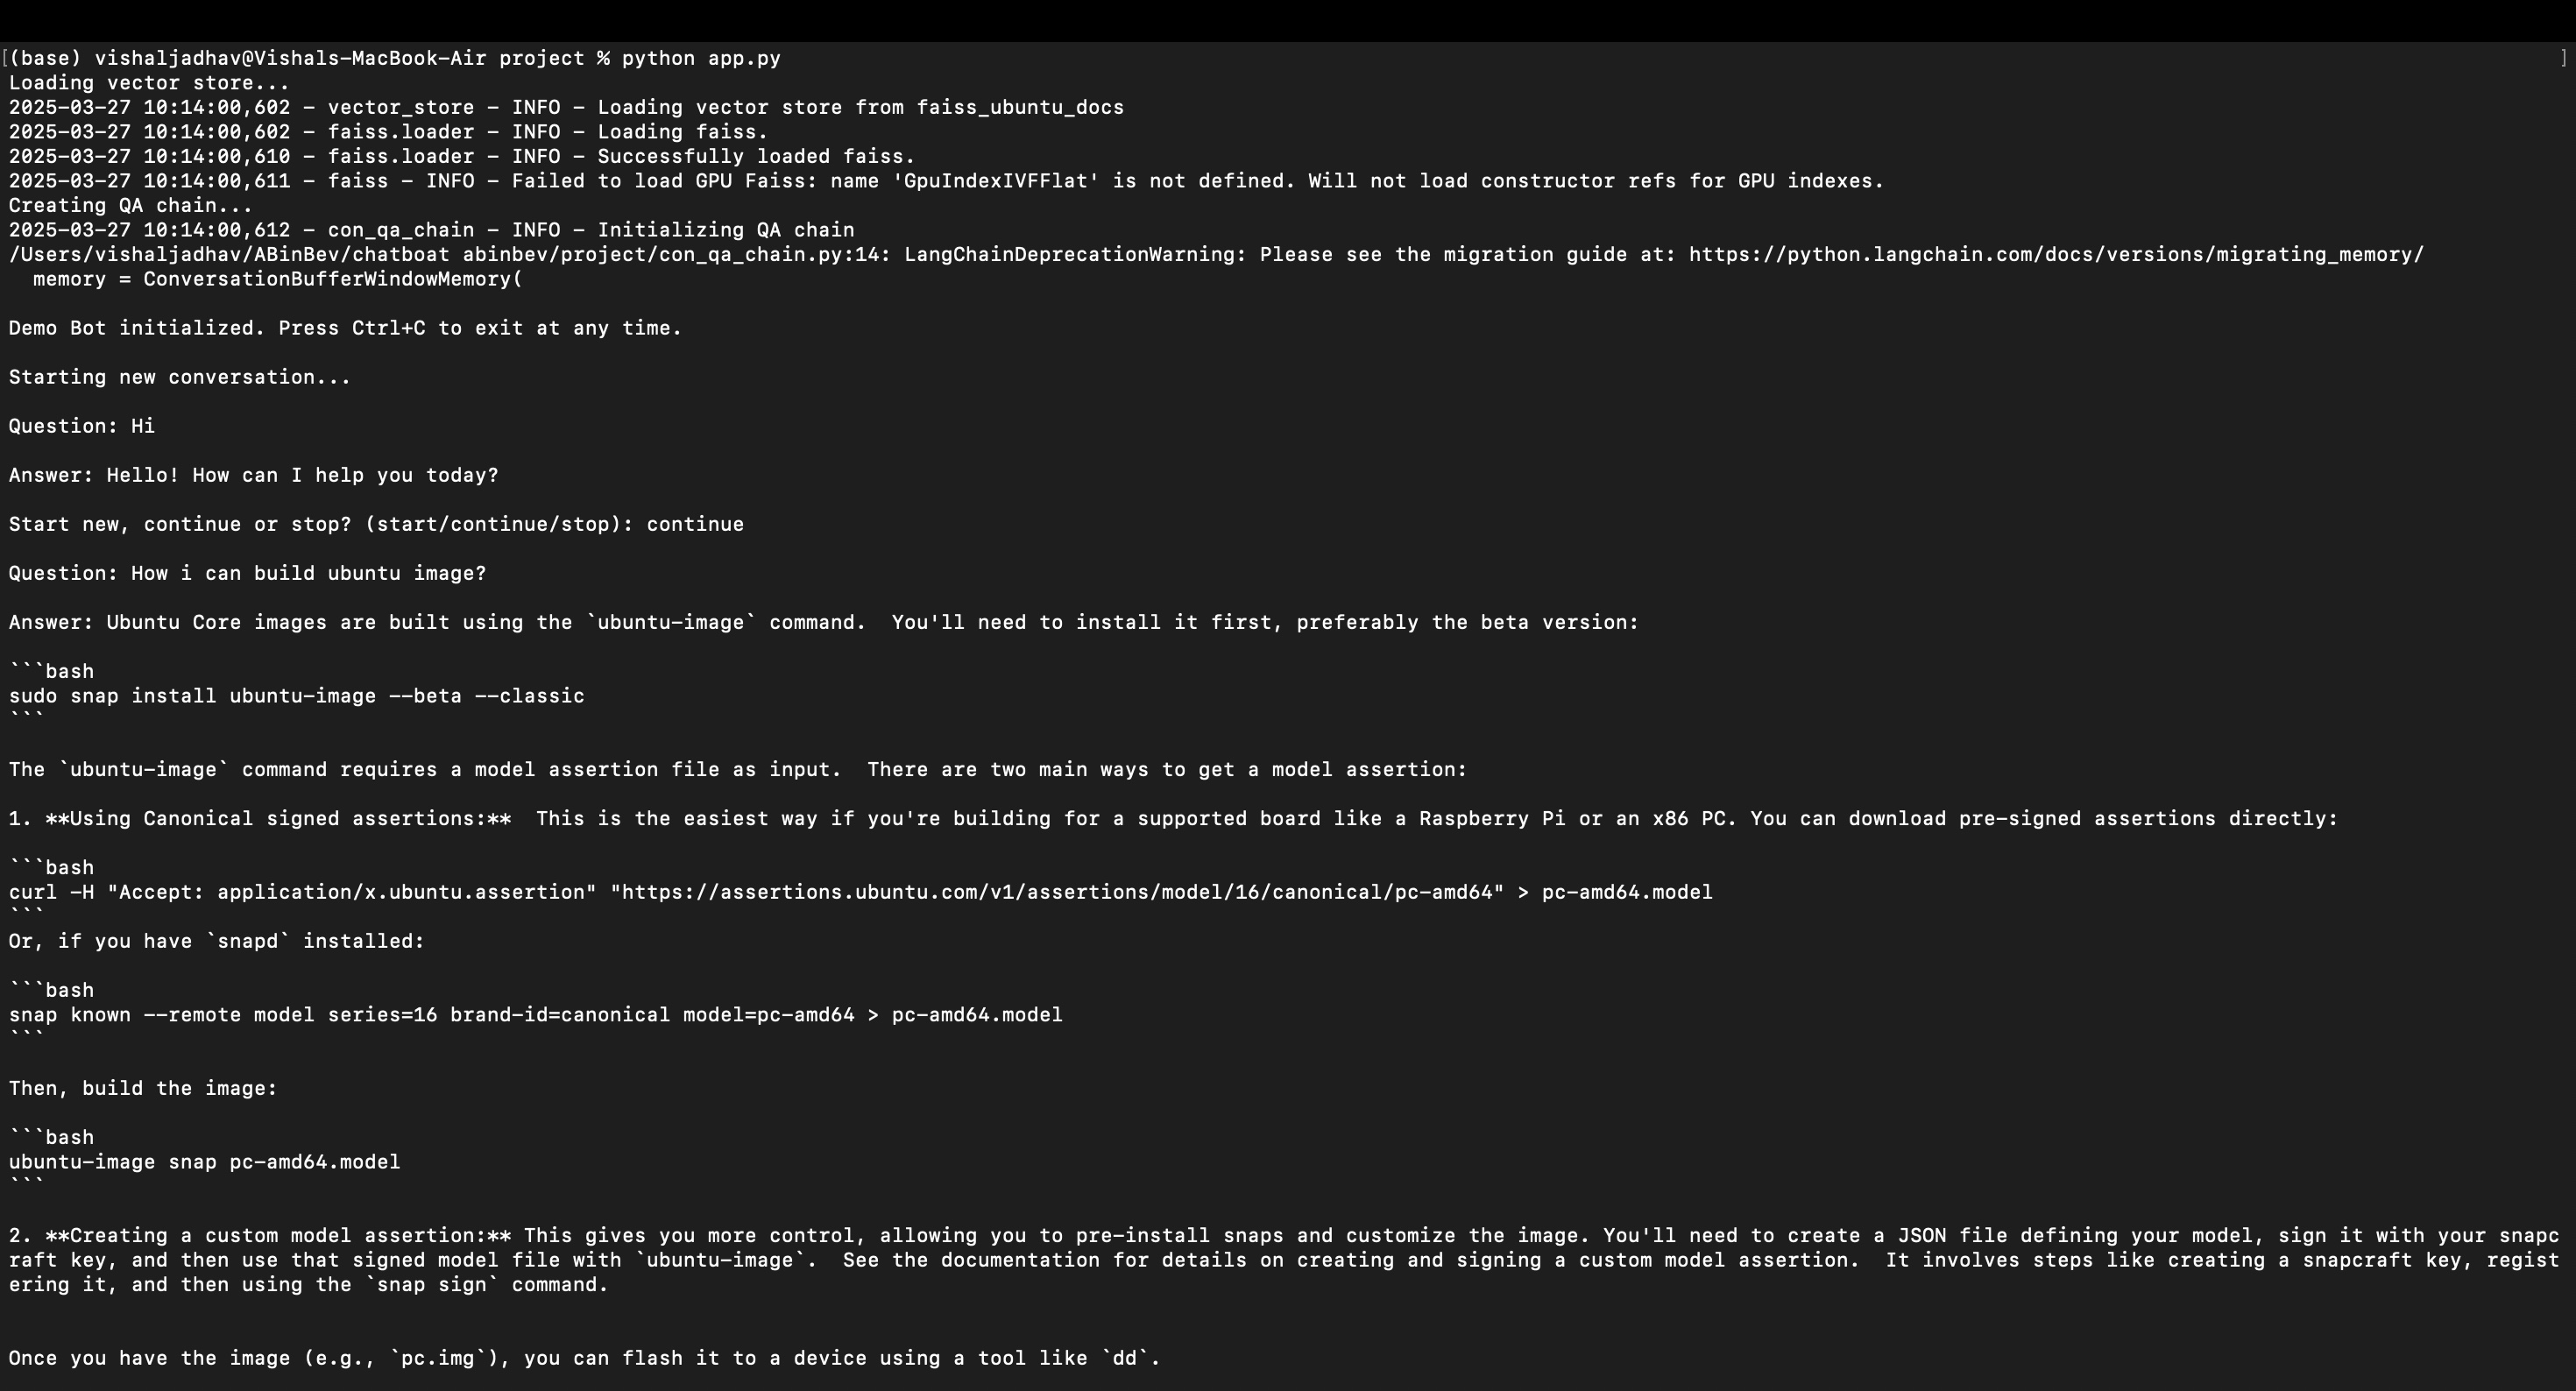 [(base) vishaljadhav@Vishals-MacBook-Air project % python app.py ]
Loading vector store...
2025-03-27 10:14:00,602 - vector_store - INFO - Loading vector store from faiss_ubuntu_docs
2025-03-27 10:14:00,602 - faiss.loader - INFO - Loading faiss.
2025-03-27 10:14:00,610 - faiss.loader - INFO - Successfully loaded faiss.
2025-03-27 10:14:00,611 - faiss - INFO - Failed to load GPU Faiss: name 'GpuIndexIVFFlat' is not defined. Will not load constructor refs for GPU indexes.
Creating QA chain...
2025-03-27 10:14:00,612 - con_qa_chain - INFO - Initializing QA chain
/Users/vishaljadhav/ABinBev/chatboat abinbev/project/con_qa_chain.py:14: LangChainDeprecationWarning: Please see the migration guide at: https://python.langchain.com/docs/versions/migrating_memory/
  memory = ConversationBufferWindowMemory(
Demo Bot initialized. Press Ctrl+C to exit at any time.
Starting new conversation...
Question: Hi
Answer: Hello! How can I help you today?
Start new, continue or stop? (start/continue/stop): continue
Question: How i can build ubuntu image?
Answer: Ubuntu Core images are built using the `ubuntu-image` command.  You'll need to install it first, preferably the beta version:
```bash
sudo snap install ubuntu-image --beta --classic
```
The `ubuntu-image` command requires a model assertion file as input.  There are two main ways to get a model assertion:
1. **Using Canonical signed assertions:**  This is the easiest way if you're building for a supported board like a Raspberry Pi or an x86 PC. You can download pre-signed assertions directly:
```bash
curl -H "Accept: application/x.ubuntu.assertion" "https://assertions.ubuntu.com/v1/assertions/model/16/canonical/pc-amd64" > pc-amd64.model
```
Or, if you have `snapd` installed:
```bash
snap known --remote model series=16 brand-id=canonical model=pc-amd64 > pc-amd64.model
```
Then, build the image:
```bash
ubuntu-image snap pc-amd64.model
```
2. **Creating a custom model assertion:** This gives you more control, allowing you to pre-install snaps and customize the image. You'll need to create a JSON file defining your model, sign it with your snapc
raft key, and then use that signed model file with `ubuntu-image`.  See the documentation for details on creating and signing a custom model assertion.  It involves steps like creating a snapcraft key, regist
ering it, and then using the `snap sign` command.
Once you have the image (e.g., `pc.img`), you can flash it to a device using a tool like `dd`.